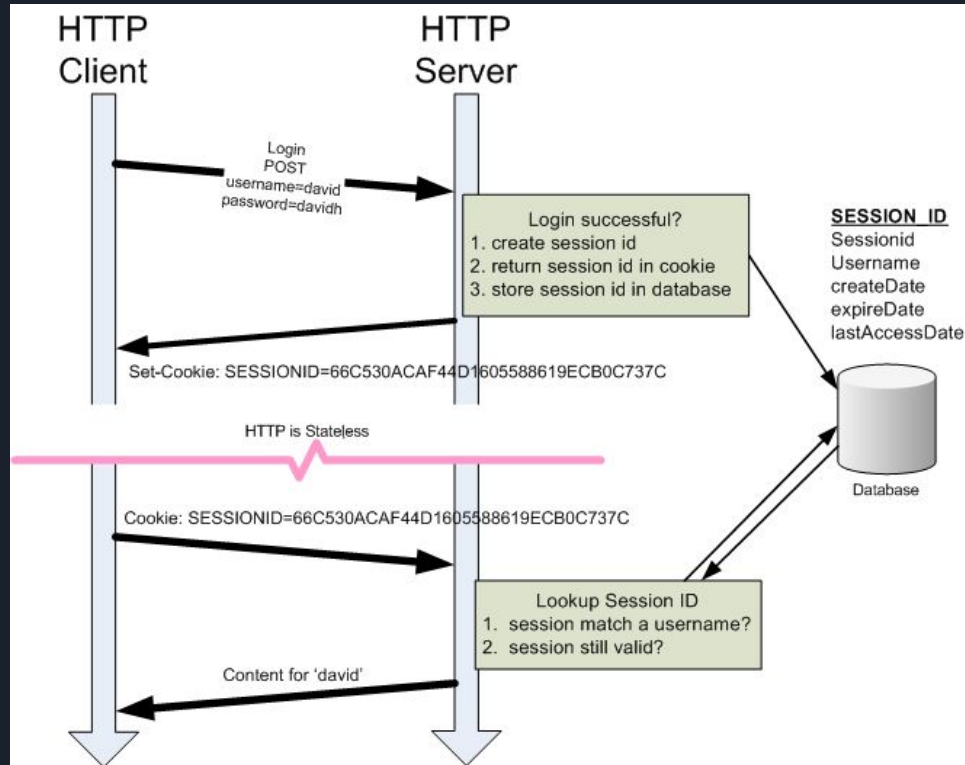 HTTP
Client
HTTP
Server
Login
POST
username=david
password=davidh
Login successful?
1. create session id
2. return session id in cookie
3. store session id in database
SESSION_ID
Sessionid
Username
createDate
expireDate
lastAccessDate
Set-Cookie: SESSIONID=66C530ACAF44D1605588619ECB0C737C
HTTP is Stateless
Database
Cookie: SESSIONID=66C530ACAF44D1605588619ECB0C737C
Lookup Session ID
1. session match a username?
2. session still valid?
Content for ‘david’